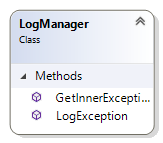 LogManager
Class
Methods
GetInnerExcepti...
LogException